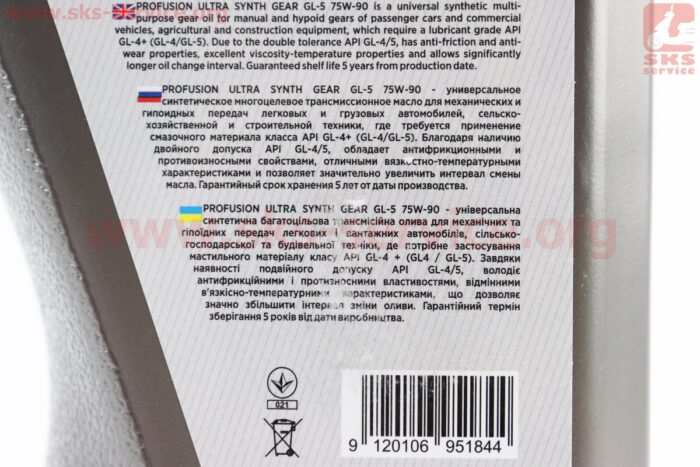 PROFUSION ULTRA SYNTH GEAR GL-5 75W-90 is a universal synthetic multi-
purpose gear oil for manual and hypoid gears of passenger cars and commercial
vehicles, agricultural and construction equipment, which require a lubricant grade API
GL-4+ (GL-4/GL-5). Due to the double tolerance API GL-4/5, has anti-friction and anti-
wear properties, excellent viscosity-temperature properties and allows significantly
longer oil change interval. Guaranteed shelf life 5 years from production date.
PROFUSION ULTRA SYNTH GEAR GL-5 75W-90 - универсальное
синтетическое многоцелевое трансмиссионное масло для механических и
гипоидных передач легковых и грузовых автомобилей, сельско-
хозяйственной и строительной техники, где требуется применение
смазочного материала класса API GL-4+ (GL-4/GL-5). Благодаря наличию
двойного допуска API GL-4/5, обладает антифрикционными и
противоизносными свойствами, отличными вязкостно-температурными
характеристиками и позволяет значительно увеличить интервал смены
масла. Гарантийный срок хранения 5 лет от даты производства.
PROFUSION ULTRA SYNTH GEAR GL-5 75W-90 - універсальна
синтетична багатоцільова трансмісійна олива для механічних та
гіпоїдних передач легкових і вантажних автомобілів, сільсько-
господарської та будівельної техніки, де потрібне застосування
мастильного матеріалу класу API GL-4 + (GL4 / GL-5). Завдяки
наявності подвійного допуску API GL-4/5, володіє
антифрикційними і протизносними властивостями, відмінними
в'язкісно-температурними характеристиками, що дозволяє
значно збільшити інтервал зміни оливи. Гарантійний термін
зберігання 5 років від дати виробництва.
021
9 120106 951844
www.sks-service.org
SKS
service